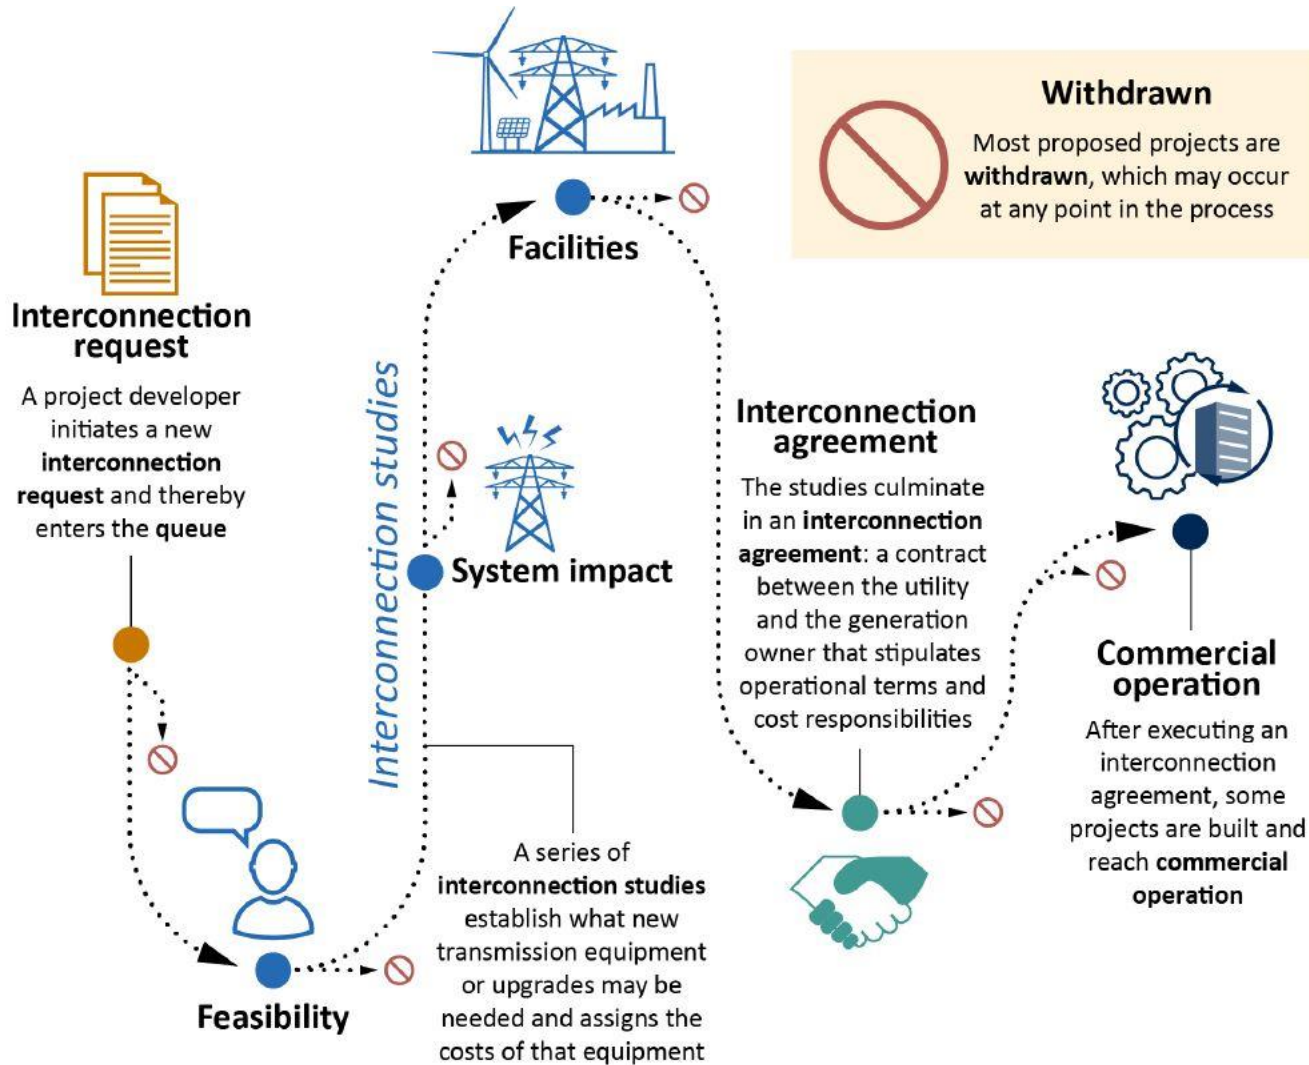 Interconnection
request
A project developer
initiates a new
interconnection
request and thereby
enters the queue
Feasibility
Interconnection studies
A series of
interconnection studies
establish what new
transmission equipment
or upgrades may be
needed and assigns the
costs of that equipment
System impact
Facilities
Interconnection
agreement
The studies culminate
in an interconnection
agreement: a contract
between the utility
and the generation
owner that stipulates
operational terms and
cost responsibilities
Withdrawn
Most proposed projects are
withdrawn, which may occur
at any point in the process
Commercial
operation
After executing an
interconnection
agreement, some
projects are built and
reach commercial
operation